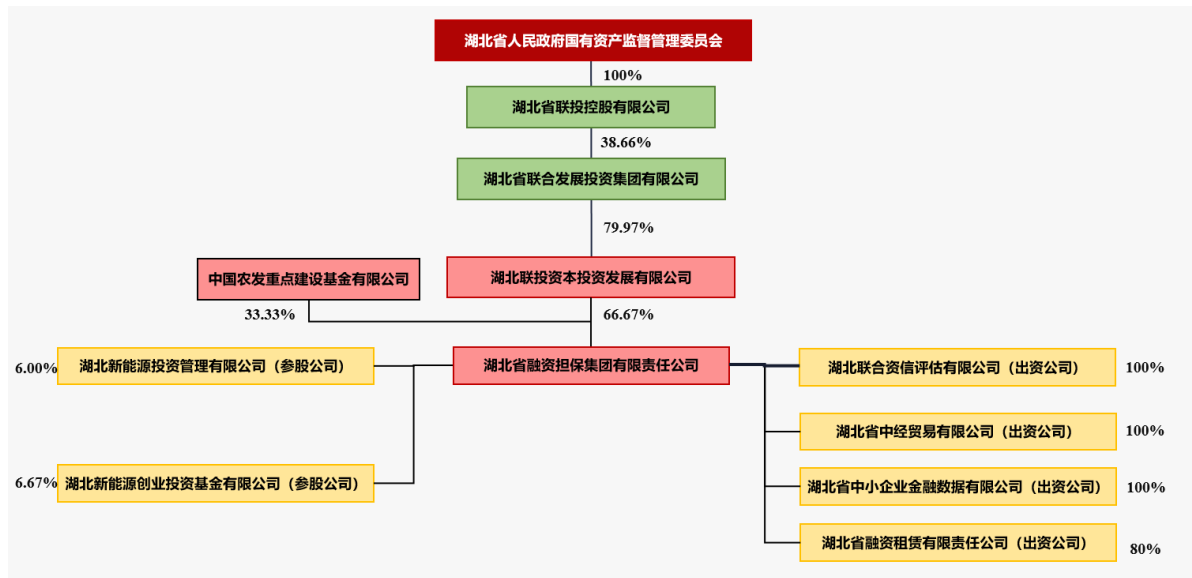 湖北省人民政府国有资产监督管理委员会
100%
湖北省联投控股有限公司
38.66%
湖北省联合发展投资集团有限公司
79.97%
中国农发重点建设基金有限公司
湖北联投资本投资发展有限公司
33.33%
66.67%
湖北省融资担保集团有限责任公司
6.00%
湖北新能源投资管理有限公司（参股公司）
湖北联合资信评估有限公司（出资公司）
100%
湖北省中经贸易有限公司（出资公司）
100%
6.67%
湖北新能源创业投资基金有限公司（参股公司）
湖北省中小企业金融数据有限公司（出资公司）
100%
湖北省融资租赁有限责任公司（出资公司）
80%